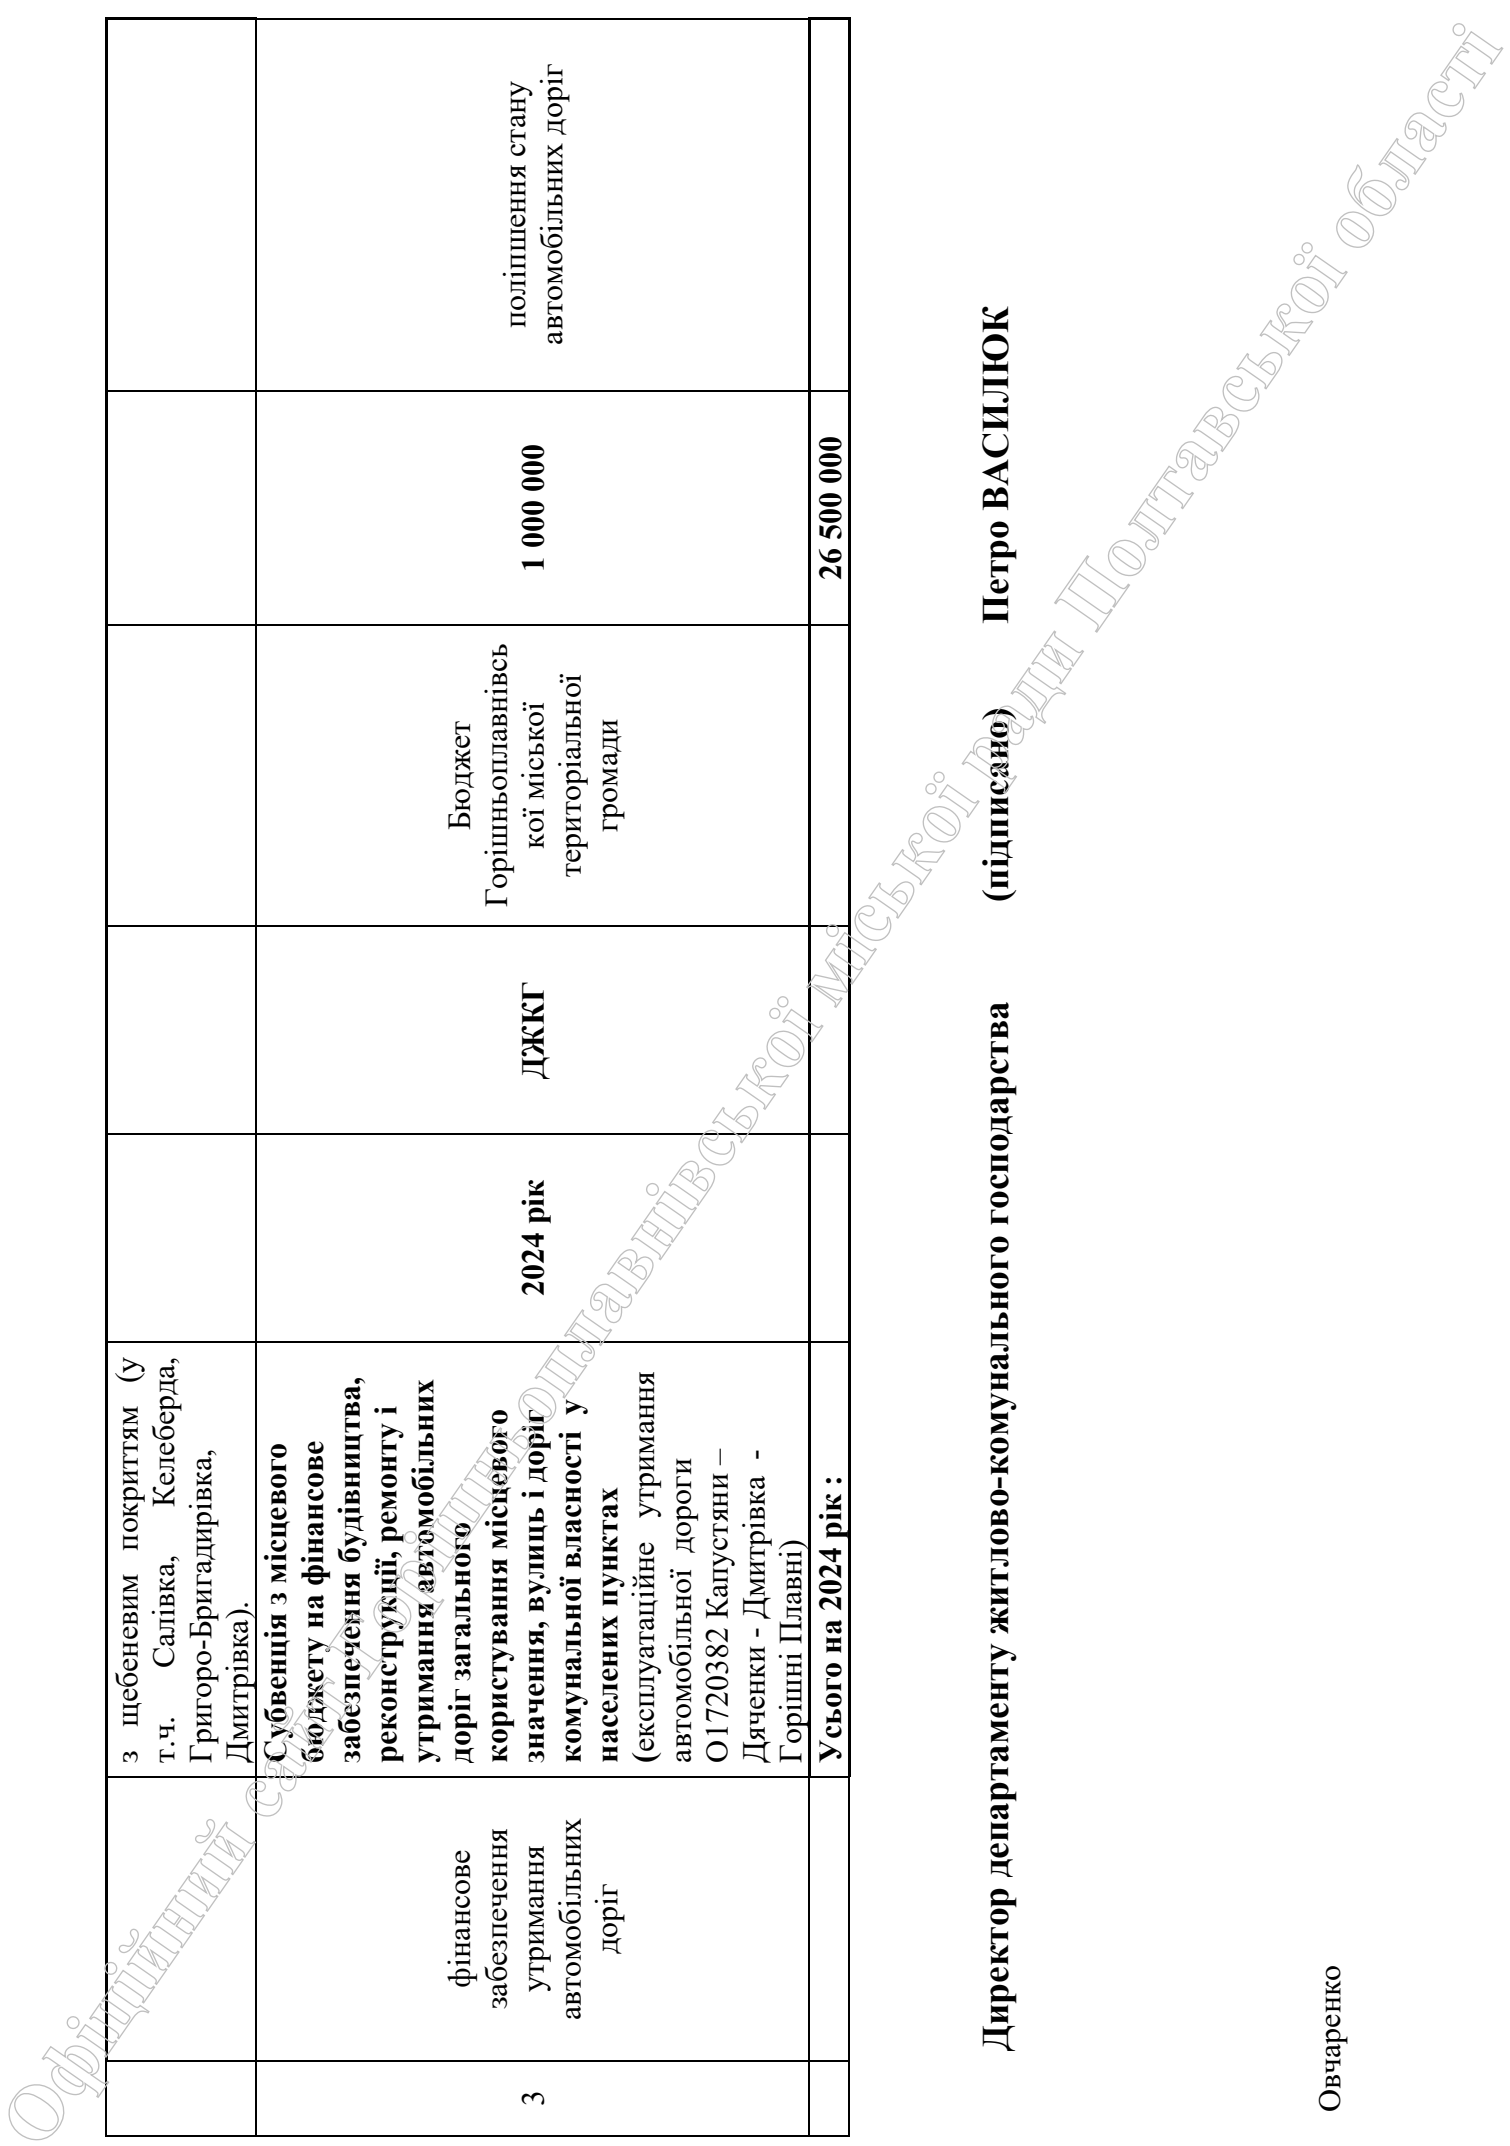 з щебеневим покриттям (у
т.ч. Салівка, Келеберда,
Григоро-Бригадирівка,
Дмитрівка).
3
фінансове
забезпечення
утримання
автомобільних
доріг
Субвенція з місцевого
бюджету на фінансове
забезпечення будівництва,
реконструкції, ремонту і
утримання автомобільних
доріг загального
користування місцевого
значення, вулиць і доріг
комунальної власності у
населених пунктах
(експлуатаційне утримання
автомобільної дороги
О1720382 Капустяни –
Дяченки - Дмитрівка -
Горішні Плавні)
2024 рік
ДЖКГ
Бюджет
Горішньоплавнівсь
кої міської
територіальної
громади
1 000 000
поліпшення стану
автомобільних доріг
Усього на 2024 рік :
26 500 000
Директор департаменту житлово-комунального господарства (підписано) Петро ВАСИЛЮК
Овчаренко
Офіційний сайт Горішньоплавнівської міської ради Полтавської області